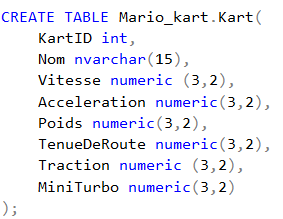 CREATE TABLE Mario_kart.Kart(
    KartID int,
    Nom nvarchar(15),
    Vitesse numeric (3,2),
    Acceleration numeric(3,2),
    Poids numeric(3,2),
    TenueDeRoute numeric(3,2),
    Traction numeric (3,2),
    MiniTurbo numeric(3,2)
);